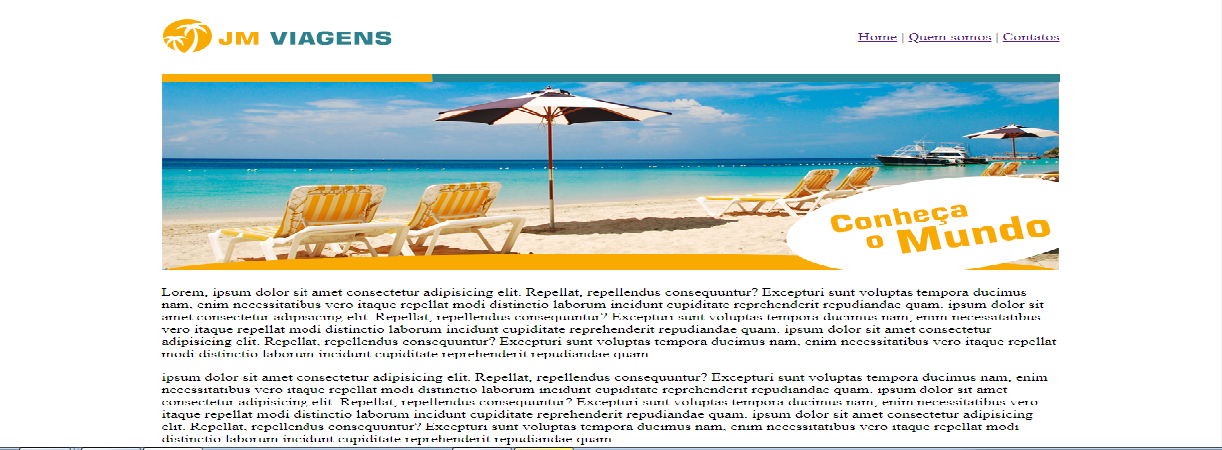 JM VIAGENS
Home | Quem somos | Contatos
Conheça
o Mundo
Lorem, ipsum dolor sit amet consectetur adipisicing elit. Repellat, repellendus consequuntur? Excepturi sunt voluptas tempora ducimus
nam, enim necessitatibus vero itaque repellat modi distinctio laborum incidunt cupiditate reprehenderit repudiandae quam. ipsum dolor sit
amet consectetur adipisicing elit. Repellat, repellendus consequuntur? Excepturi sunt voluptas tempora ducimus nam, enim necessitatibus
vero itaque repellat modi distinctio laborum incidunt cupiditate reprehenderit repudiandae quam. ipsum dolor sit amet consectetur
adipisicing elit. Repellat, repellendus consequuntur? Excepturi sunt voluptas tempora ducimus nam, enim necessitatibus vero itaque repellat
modi distinctio laborum incidunt cupiditate reprehenderit repudiandae quam.
ipsum dolor sit amet consectetur adipisicing elit. Repellat, repellendus consequuntur? Excepturi sunt voluptas tempora ducimus nam, enim
necessitatibus vero itaque repellat modi distinctio laborum incidunt cupiditate reprehenderit repudiandae quam. ipsum dolor sit amet
consectetur adipisicing elit. Repellat, repellendus consequuntur? Excepturi sunt voluptas tempora ducimus nam, enim necessitatibus vero
itaque repellat modi distinctio laborum incidunt cupiditate reprehenderit repudiandae quam. ipsum dolor sit amet consectetur adipisicing
elit. Repellat, repellendus consequuntur? Excepturi sunt voluptas tempora ducimus nam, enim necessitatibus vero itaque repellat modi
distinctio laborum incidunt cupiditate reprehenderit repudiandae quam.